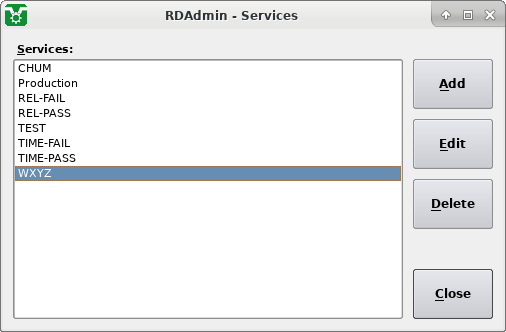 RDAdmin - Services
Services:
CHUM
Production
REL-FAIL
REL-PASS
TEST
TIME-FAIL
TIME-PASS
WXYZ
Add
Edit
Delete
Close